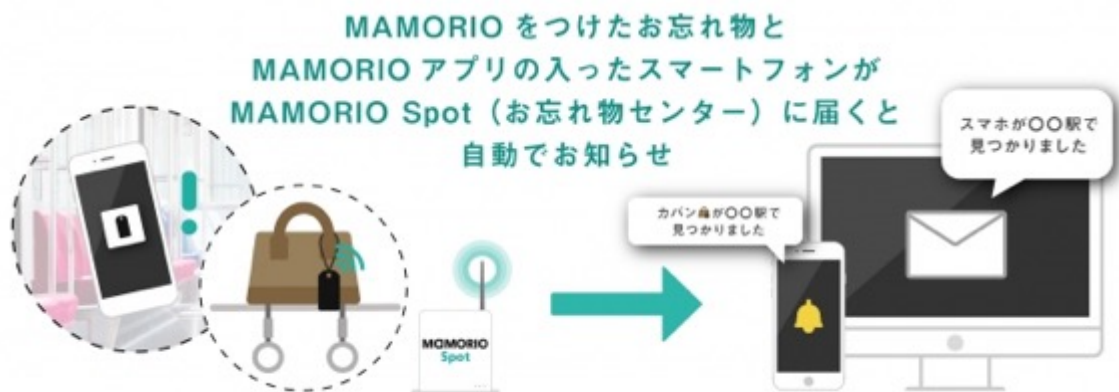 MAMORIO をつけたお忘れ物と
MAMORIO アプリの入ったスマートフォンが
MAMORIO Spot（お忘れ物センター）に届くと
自動でお知らせ
スマホが〇〇駅で
見つかりました
カバン👜が〇〇駅で
見つかりました
MAMORIO
Spot